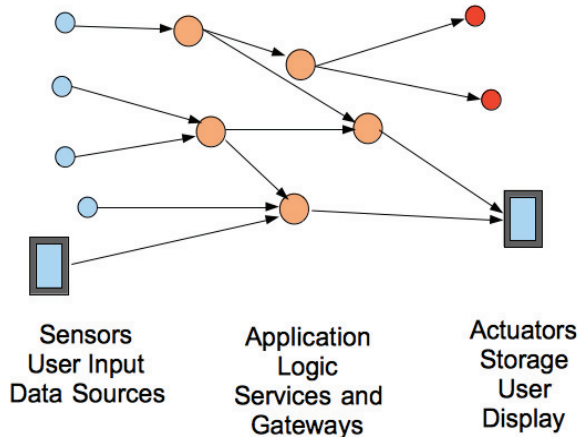 Sensors
User Input
Data Sources
Application
Logic
Services and
Gateways
Actuators
Storage
User
Display